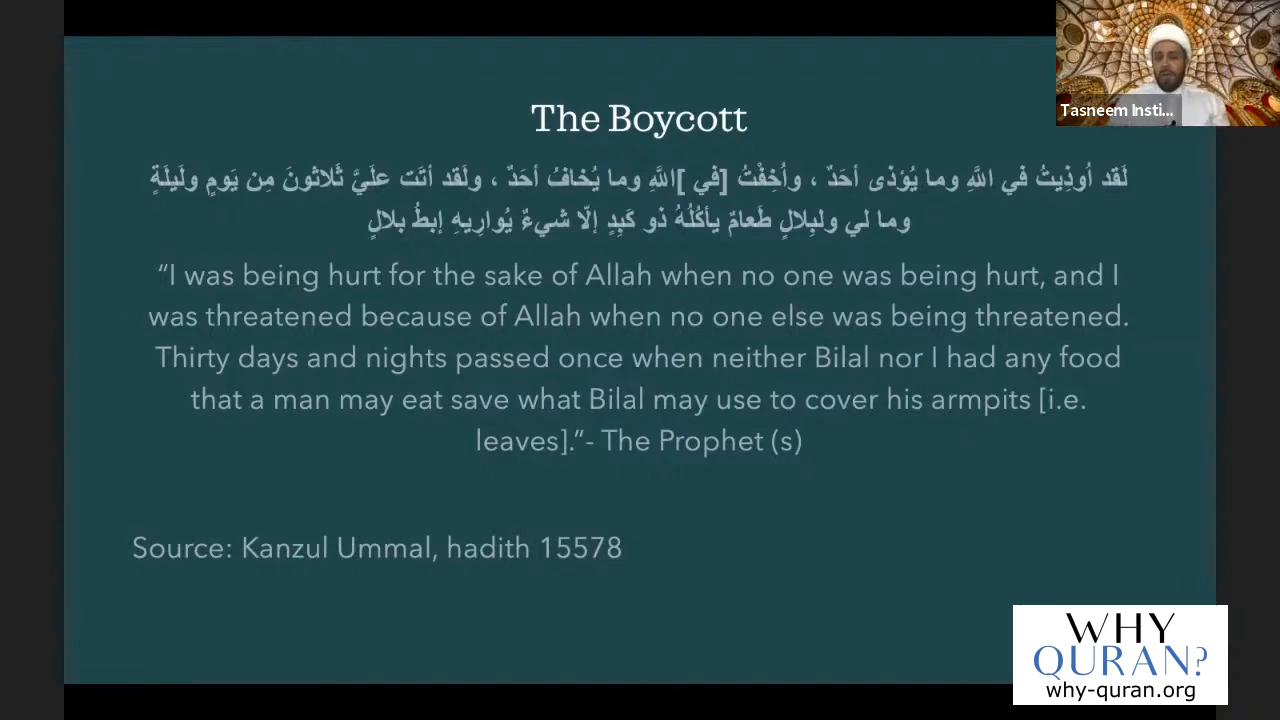 Tasneem Insti...
The Boycott
لَقد أُوذِيتُ في اللَّهِ وما يُؤذى أحَدٌ ، وأُخِفْتُ [في ]اللَّهِ وما يُخافُ أحَدٌ ، ولَقد أتَت علَيَّ ثَلاثونَ مِن يَومٍ ولَيلَةٍ
وما لي ولبِلالٍ طَعامٌ يأكُلُهُ ذو كَبِدٍ إلّا شيءٌ يُوارِيهِ إبطُ بلالٍ
“I was being hurt for the sake of Allah when no one was being hurt, and I
was threatened because of Allah when no one else was being threatened.
Thirty days and nights passed once when neither Bilal nor I had any food
that a man may eat save what Bilal may use to cover his armpits [i.e.
leaves].”- The Prophet (s)
Source: Kanzul Ummal, hadith 15578
WHY
QURAN?
why-quran.org